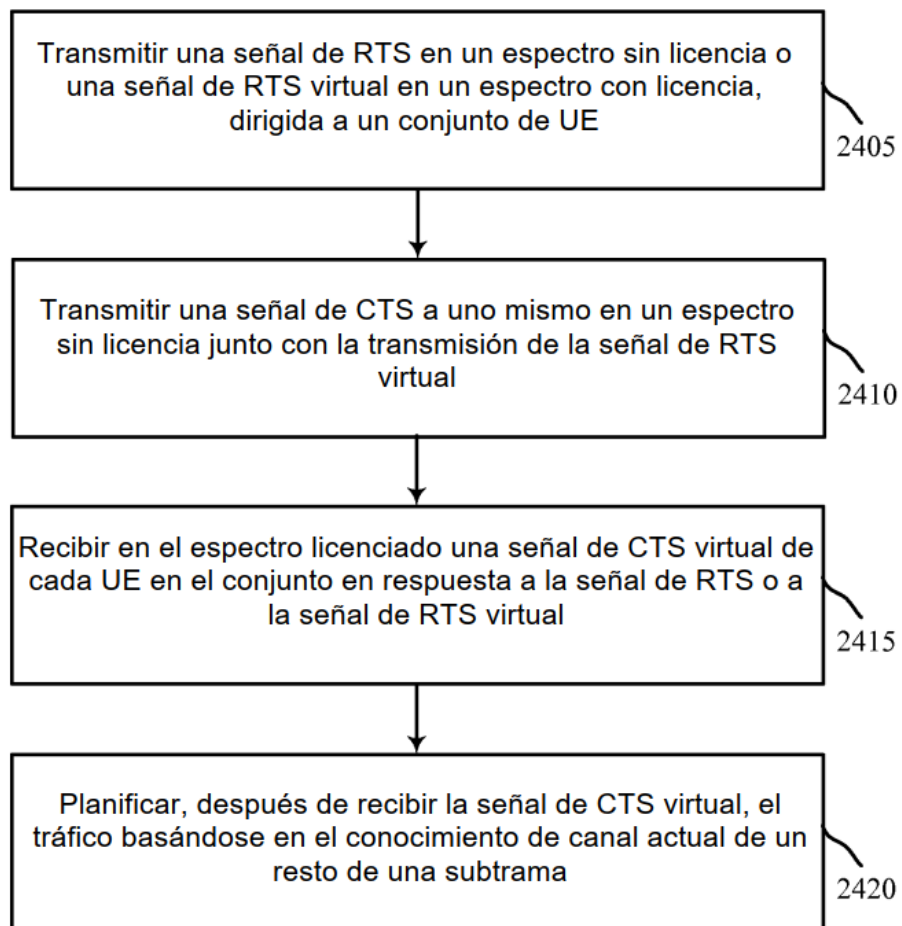 Transmitir una señal de RTS en un espectro sin licencia o
una señal de RTS virtual en un espectro con licencia,
dirigida a un conjunto de UE
2405
Transmitir una señal de CTS a uno mismo en un espectro
sin licencia junto con la transmisión de la señal de RTS
virtual
2410
Recibir en el espectro licenciado una señal de CTS virtual de
cada UE en el conjunto en respuesta a la señal de RTS o a
la señal de RTS virtual
2415
Planificar, después de recibir la señal de CTS virtual, el
tráfico basándose en el conocimiento de canal actual de un
resto de una subtrama
2420